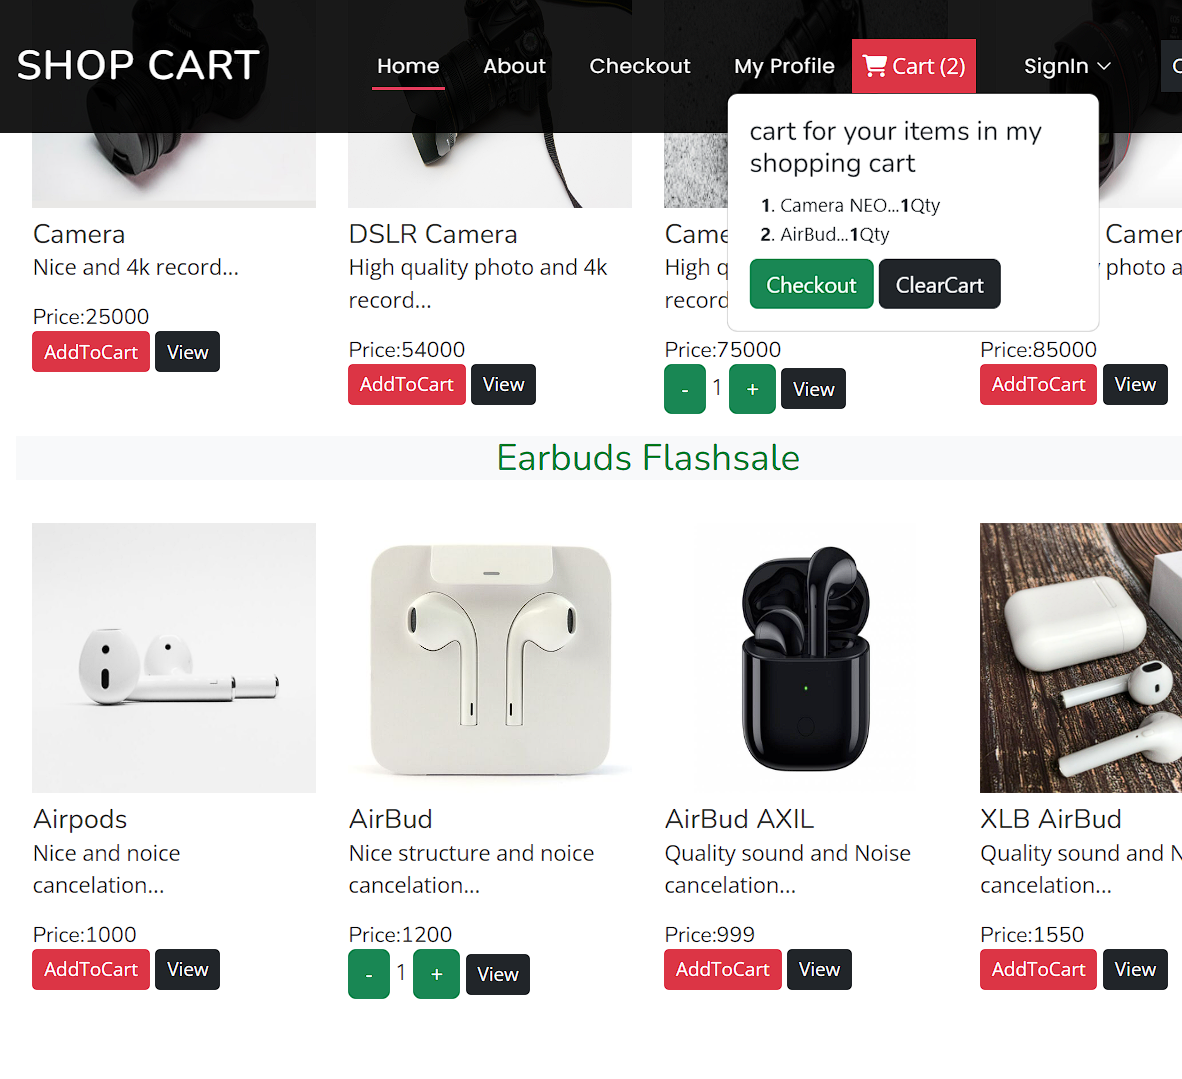 SHOP CART
Home
About
Checkout
My Profile
Cart (2)
SignIn
cart for your items in my
shopping cart
1. Camera NEO...1Qty
2. AirBud...1Qty
Checkout
ClearCart
Camera
Nice and 4k record...
Price:25000
AddToCart
View
DSLR Camera
High quality photo and 4k
record...
Price:54000
AddToCart
View
High
record
Price:75000
-
1
+
View
photo
Price:85000
AddToCart
View
Earbuds Flashsale
Airpods
Nice and noice
cancelation...
Price:1000
AddToCart
View
AirBud
Nice structure and noice
cancelation...
Price:1200
-
1
+
View
AirBud AXIL
Quality sound and Noise
cancelation...
Price:999
AddToCart
View
XLB AirBud
Quality sound and
cancelation...
Price:1550
AddToCart
View